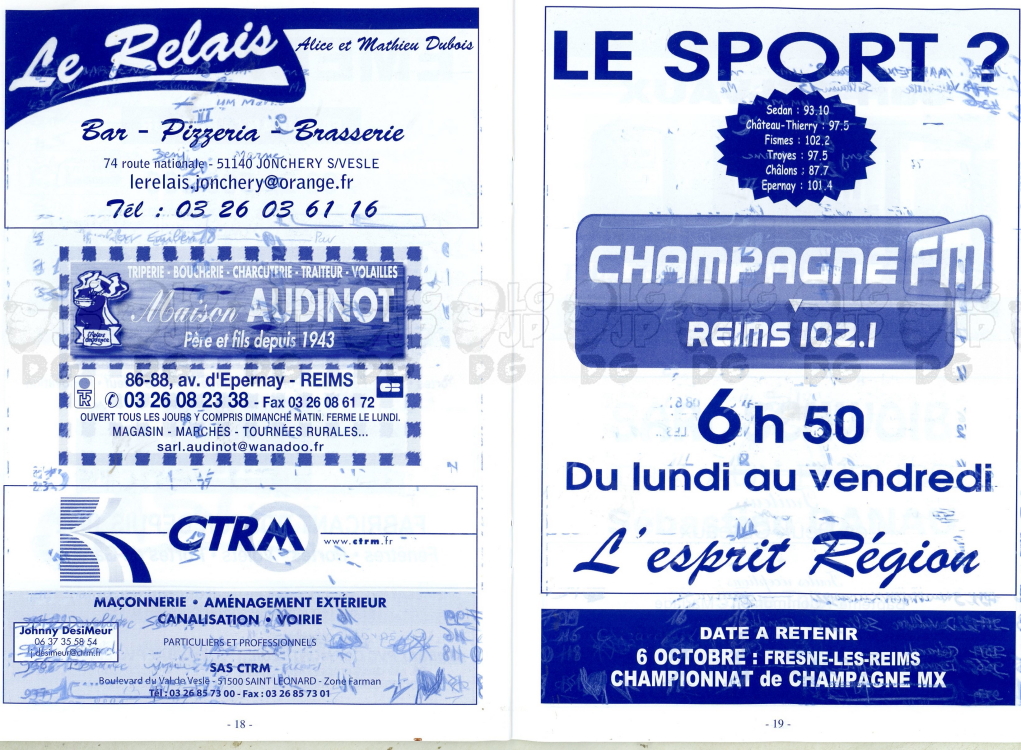 Le Relais
Alice et Mathieu Dubois
Bar - Pizzeria - Brasserie
74 route nationale - 51140 JONCHERY S/VESLE
lerelais.jonchery@orange.fr
Tél : 03 26 03 61 16
TRIPERIE - BOUCHERIE - CHARCUTERIE - TRAITEUR - VOLAILLES
Maison AUDINOT
Père et fils depuis 1943
86-88, av. d'Epernay - REIMS
03 26 08 23 38 - Fax 03 26 08 61 72
OUVERT TOUS LES JOURS Y COMPRIS DIMANCHE MATIN. FERME LE LUNDI.
MAGASIN - MARCHÉS - TOURNÉES RURALES...
sarl.audinot@wanadoo.fr
CTRM
www.ctrm.fr
MAÇONNERIE • AMÉNAGEMENT EXTÉRIEUR
CANALISATION • VOIRIE
Johnny DesiMeur
06 37 35 58 54
j.desimeur@ctrm.fr
PARTICULIERS ET PROFESSIONNELS
SAS CTRM
Boulevard du Val de Vesle - 51500 SAINT LEONARD - Zone Farman
Tél : 03 26 85 73 00 - Fax : 03 26 85 73 01
- 18 -
LE SPORT ?
Sedan : 93.10
Château-Thierry : 97.5
Fismes : 102.2
Troyes : 97.5
Châlons : 87.7
Epernay : 101.4
CHAMPAGNE FM
REIMS 102.1
6 h 50
Du lundi au vendredi
L'esprit Région
DATE A RETENIR
6 OCTOBRE : FRESNE-LES-REIMS
CHAMPIONNAT de CHAMPAGNE MX
- 19 -